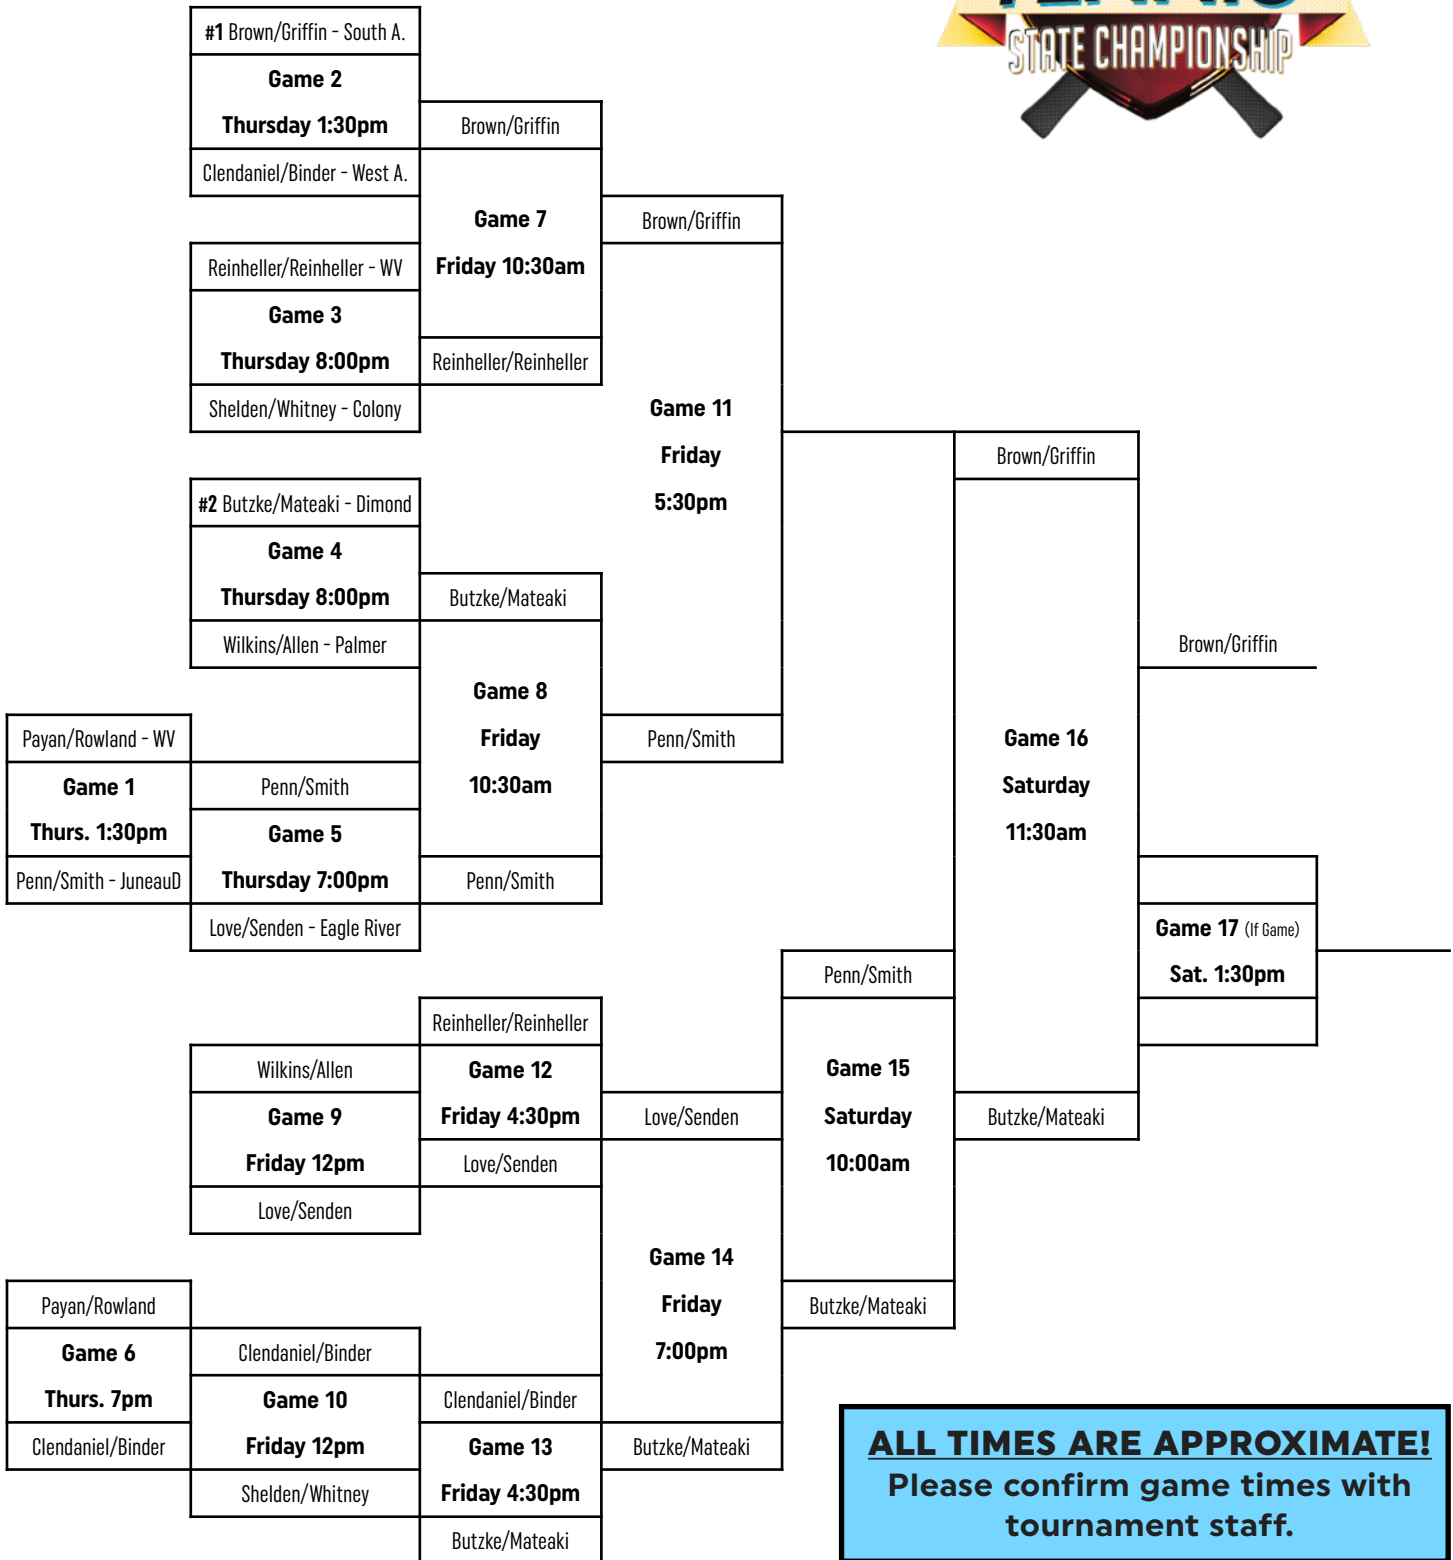 STATE CHAMPIONSHIP
#1 Brown/Griffin - South A.
Game 2
Thursday 1:30pm
Clendaniel/Binder - West A.
Brown/Griffin
Game 7
Friday 10:30am
Reinheller/Reinheller
Brown/Griffin
Reinheller/Reinheller - WV
Game 3
Thursday 8:00pm
Shelden/Whitney - Colony
Game 11
Friday
5:30pm
Brown/Griffin
#2 Butzke/Mateaki - Dimond
Game 4
Thursday 8:00pm
Wilkins/Allen - Palmer
Butzke/Mateaki
Game 8
Friday
10:30am
Penn/Smith
Penn/Smith
Payan/Rowland - WV
Game 1
Thurs. 1:30pm
Penn/Smith - JuneauD
Penn/Smith
Game 5
Thursday 7:00pm
Love/Senden - Eagle River
Game 16
Saturday
11:30am
Brown/Griffin
Game 17 (If Game)
Sat. 1:30pm
Penn/Smith
Game 15
Saturday
10:00am
Butzke/Mateaki
Butzke/Mateaki
Reinheller/Reinheller
Game 12
Friday 4:30pm
Love/Senden
Love/Senden
Wilkins/Allen
Game 9
Friday 12pm
Love/Senden
Game 14
Friday
7:00pm
Payan/Rowland
Game 6
Thurs. 7pm
Clendaniel/Binder
Clendaniel/Binder
Game 10
Friday 12pm
Shelden/Whitney
Clendaniel/Binder
Game 13
Friday 4:30pm
Butzke/Mateaki
Butzke/Mateaki
ALL TIMES ARE APPROXIMATE!
Please confirm game times with
tournament staff.